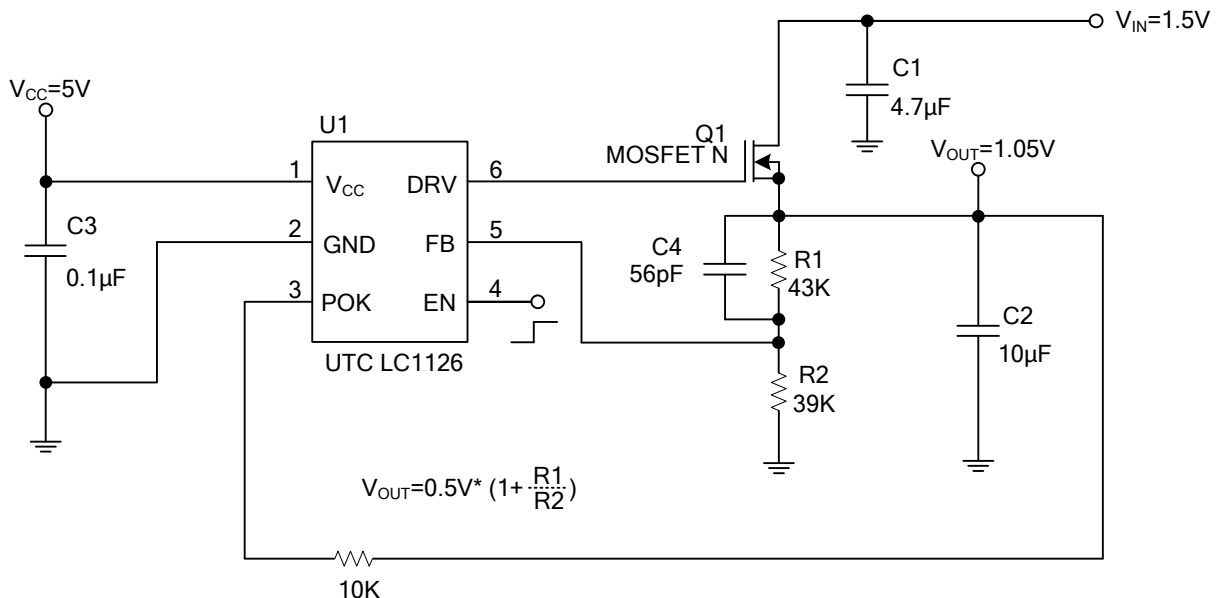 V_IN=1.5V
C1
4.7µF
V_CC=5V
U1
Q1
MOSFET N
V_OUT=1.05V
1
V_CC
DRV
6
C3
0.1µF
2
GND
FB
5
C4
56pF
R1
43K
3
POK
EN
4
C2
10µF
UTC LC1126
R2
39K
V_OUT=0.5V* (1+R1/R2)
10K